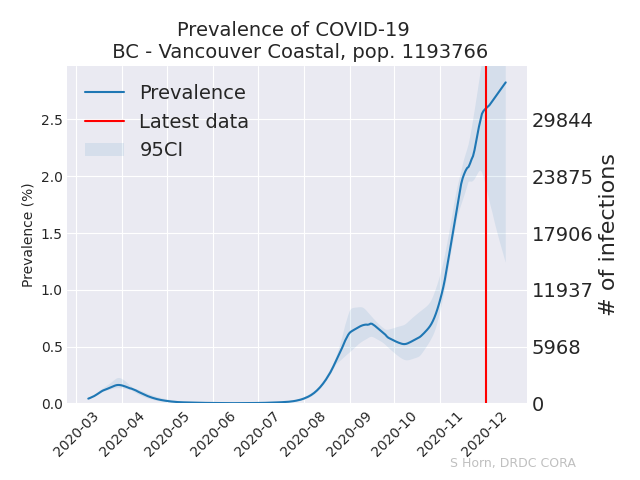 Prevalence of COVID-19
BC - Vancouver Coastal, pop. 1193766
Prevalence
Latest data
95CI
Prevalence (%)
2.5
2.0
1.5
1.0
0.5
0.0
29844
23875
17906
11937
5968
0
# of infections
2020-03
2020-04
2020-05
2020-06
2020-07
2020-08
2020-09
2020-10
2020-11
2020-12
S Horn, DRDC CORA